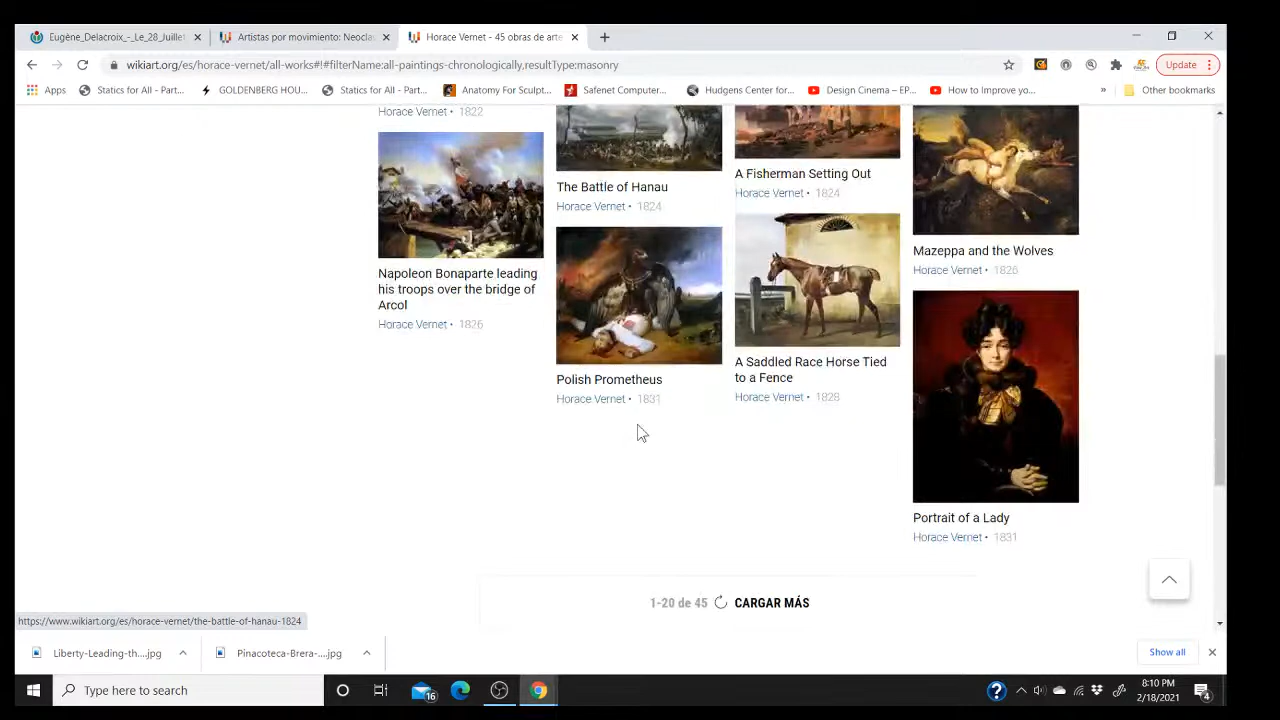 Eugène_Delacroix_-_Le_28_Juillet
Artistas por movimiento: Neoclas
Horace Vernet - 45 obras de arte
wikiart.org/es/horace-vernet/all-works#!#filterName:all-paintings-chronologically,resultType:masonry
Update
Apps
Statics for All - Part...
GOLDENBERG HOU...
Statics for All - Part...
Anatomy For Sculpt...
Safenet Computer...
Hudgens Center for...
Design Cinema – EP...
How to Improve yo...
»
Other bookmarks
Horace Vernet • 1822
Napoleon Bonaparte leading
his troops over the bridge of
Arcol
Horace Vernet • 1826
The Battle of Hanau
Horace Vernet • 1824
Polish Prometheus
Horace Vernet • 1831
A Fisherman Setting Out
Horace Vernet • 1824
A Saddled Race Horse Tied
to a Fence
Horace Vernet • 1828
Mazeppa and the Wolves
Horace Vernet • 1826
Portrait of a Lady
Horace Vernet • 1831
1-20 de 45 CARGAR MÁS
https://www.wikiart.org/es/horace-vernet/the-battle-of-hanau-1824
Liberty-Leading-th....jpg
Pinacoteca-Brera-....jpg
Show all
Type here to search
16
8:10 PM
2/18/2021
4